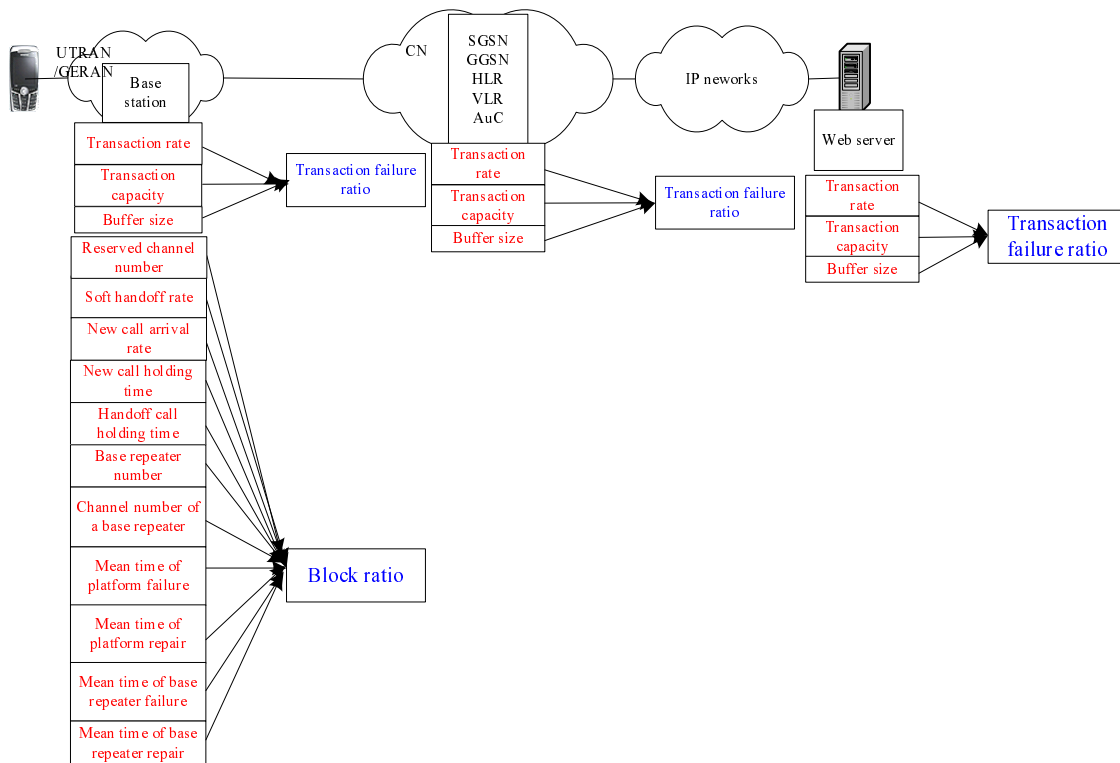 UTRAN
/GERAN
Base
station
CN
SGSN
GGSN
HLR
VLR
AuC
IP neworks
Web server
Transaction rate
Transaction
capacity
Buffer size
Transaction failure
ratio
Transaction
rate
Transaction
capacity
Buffer size
Transaction failure
ratio
Transaction
rate
Transaction
capacity
Buffer size
Transaction
failure ratio
Reserved channel
number
Soft handoff rate
New call arrival
rate
New call holding
time
Handoff call
holding time
Base repeater
number
Channel number of
a base repeater
Mean time of
platform failure
Mean time of
platform repair
Mean time of base
repeater failure
Mean time of base
repeater repair
Block ratio